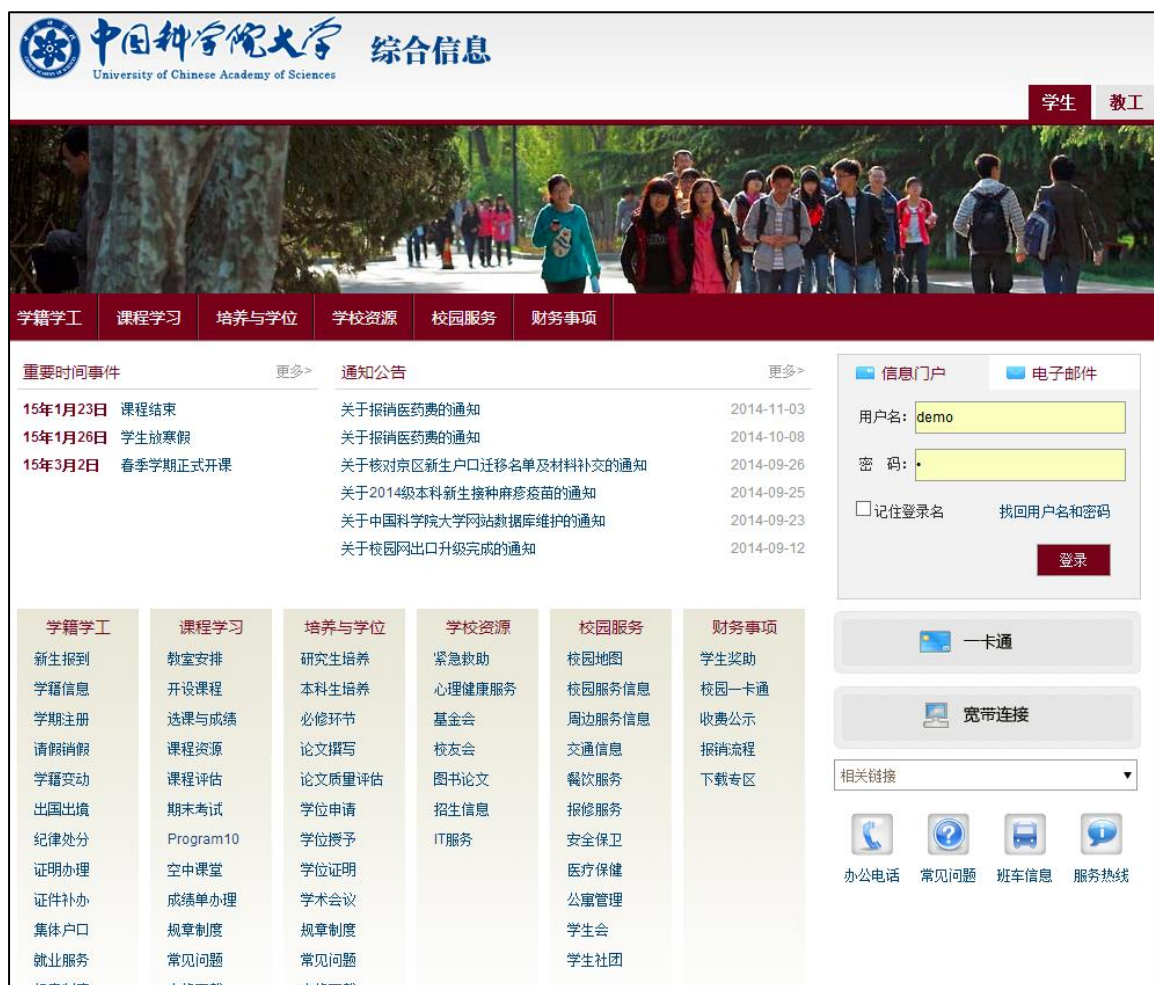 中国科学院大学 综合信息
University of Chinese Academy of Sciences
学生 教工
学籍学工 课程学习 培养与学位 学校资源 校园服务 财务事项
重要时间事件 更多>
15年1月23日 课程结束
15年1月26日 学生放寒假
15年3月2日 春季学期正式开课
通知公告 更多>
关于报销医药费的通知 2014-11-03
关于报销医药费的通知 2014-10-08
关于核对京区新生户口迁移名单及材料补交的通知 2014-09-26
关于2014级本科新生接种麻疹疫苗的通知 2014-09-25
关于中国科学院大学网站数据库维护的通知 2014-09-23
关于校园网出口升级完成的通知 2014-09-12
信息门户 电子邮件
用户名: demo
密 码: •
记住登录名 找回用户名和密码
登录
学籍学工
新生报到
学籍信息
学期注册
请假销假
学籍变动
出国出境
纪律处分
证明办理
证件补办
集体户口
就业服务
课程学习
教室安排
开设课程
选课与成绩
课程资源
课程评估
期末考试
Program10
空中课堂
成绩单办理
规章制度
常见问题
培养与学位
研究生培养
本科生培养
必修环节
论文撰写
论文质量评估
学位申请
学位授予
学位证明
学术会议
规章制度
常见问题
学校资源
紧急救助
心理健康服务
基金会
校友会
图书论文
招生信息
IT服务
校园服务
校园地图
校园服务信息
周边服务信息
交通信息
餐饮服务
报修服务
安全保卫
医疗保健
公寓管理
学生会
学生社团
财务事项
学生奖助
校园一卡通
收费公示
报销流程
下载专区
一卡通
宽带连接
相关链接
办公电话 常见问题 班车信息 服务热线